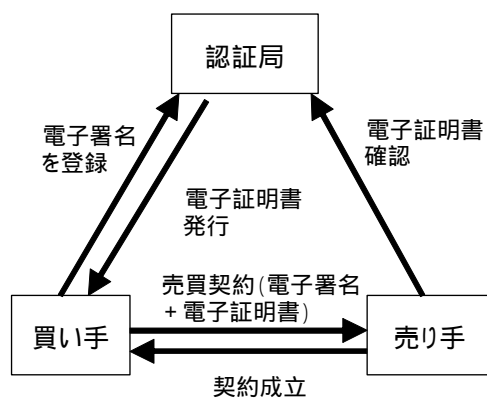 認証局
電子署名
を登録
電子証明書
確認
電子証明書
発行
売買契約(電子署名
+電子証明書)
買い手
売り手
契約成立